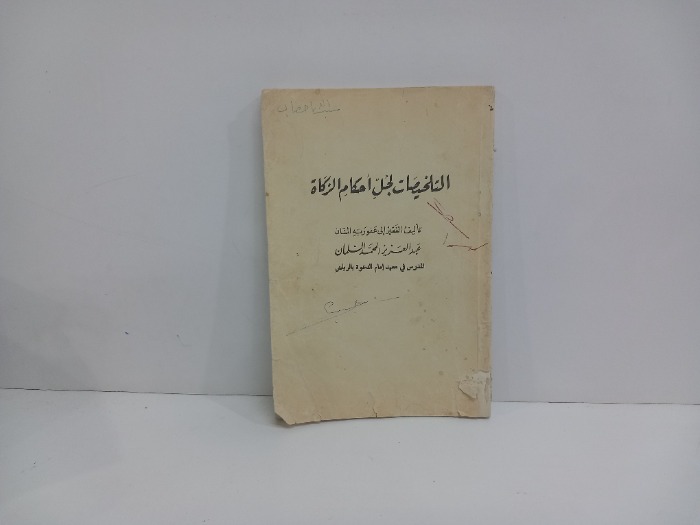 التلخيصات لجل أحكام الزكاة
تأليف الفقير إلى عفو ربه المنان
عبد العزيز المحمد السلمان
المدرس في معهد إمام الدعوة بالرياض